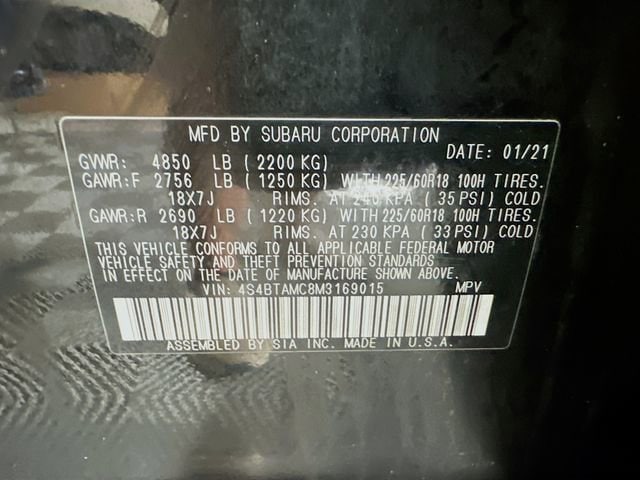 MFD BY SUBARU CORPORATION
DATE: 01/21
GVWR: 4850 LB (2200 KG)
GAWR:F 2756 LB (1250 KG) WITH 225/60R18 100H TIRES.
18X7J RIMS. AT 240 KPA (35 PSI) COLD
GAWR:R 2690 LB (1220 KG) WITH 225/60R18 100H TIRES.
18X7J RIMS. AT 230 KPA (33 PSI) COLD
THIS VEHICLE CONFORMS TO ALL APPLICABLE FEDERAL MOTOR
VEHICLE SAFETY AND THEFT PREVENTION STANDARDS
IN EFFECT ON THE DATE OF MANUFACTURE SHOWN ABOVE.
VIN: 4S4BTAMC8M3169015 MPV
ASSEMBLED BY SIA INC. MADE IN U.S.A.